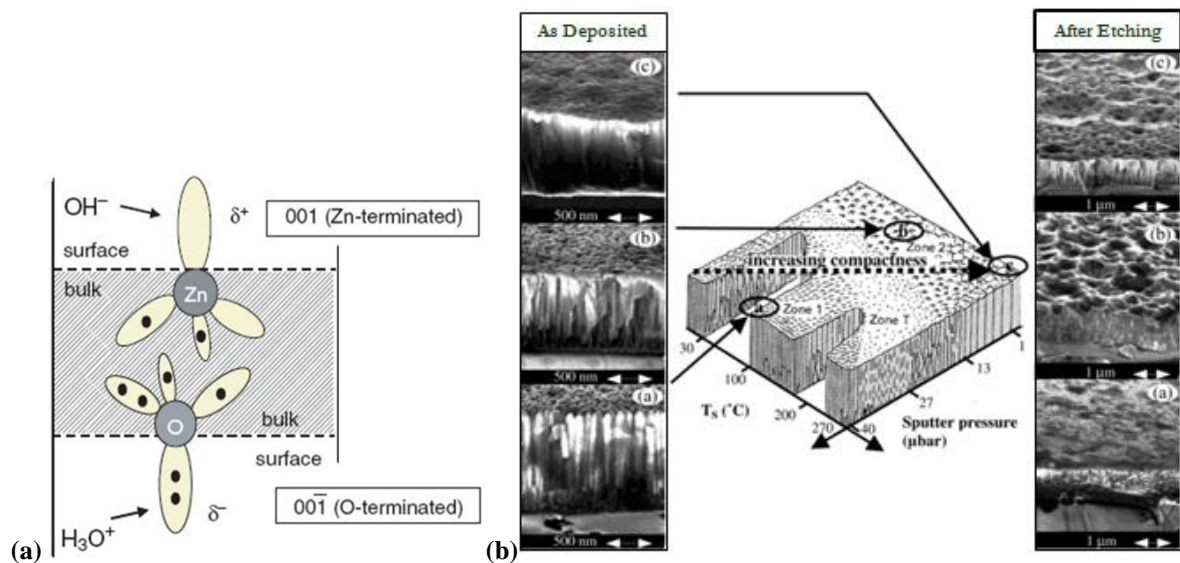 OH⁻
δ⁺
001 (Zn-terminated)
surface
bulk
Zn
O
bulk
surface
H₃O⁺
δ⁻
001̅ (O-terminated)
(a)
(b)
As Deposited
(c)
500 nm
(b)
500 nm
(a)
500 nm
b
Zone 2
increasing compactness
c
a
Zone 1
Zone T
30
100
200
270
40
27
13
1
T_S (˚C)
Sputter pressure
(µbar)
After Etching
(c)
1 µm
(b)
1 µm
(a)
1 µm